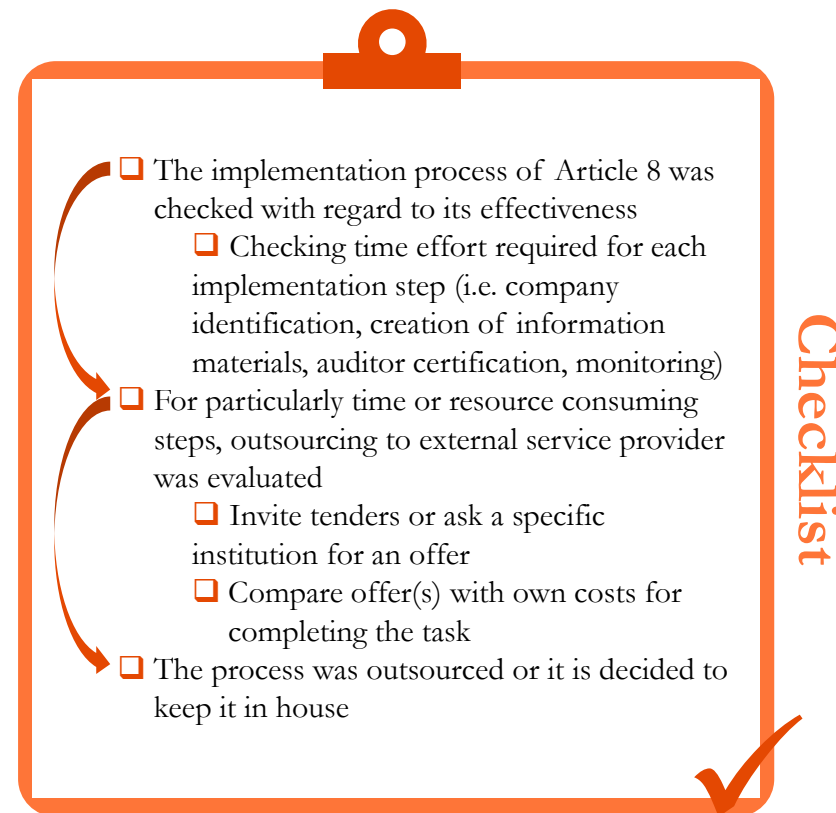 ❑ The implementation process of Article 8 was
checked with regard to its effectiveness
❑ Checking time effort required for each
implementation step (i.e. company
identification, creation of information
materials, auditor certification, monitoring)
❑ For particularly time or resource consuming
steps, outsourcing to external service provider
was evaluated
❑ Invite tenders or ask a specific
institution for an offer
❑ Compare offer(s) with own costs for
completing the task
❑ The process was outsourced or it is decided to
keep it in house
Checklist